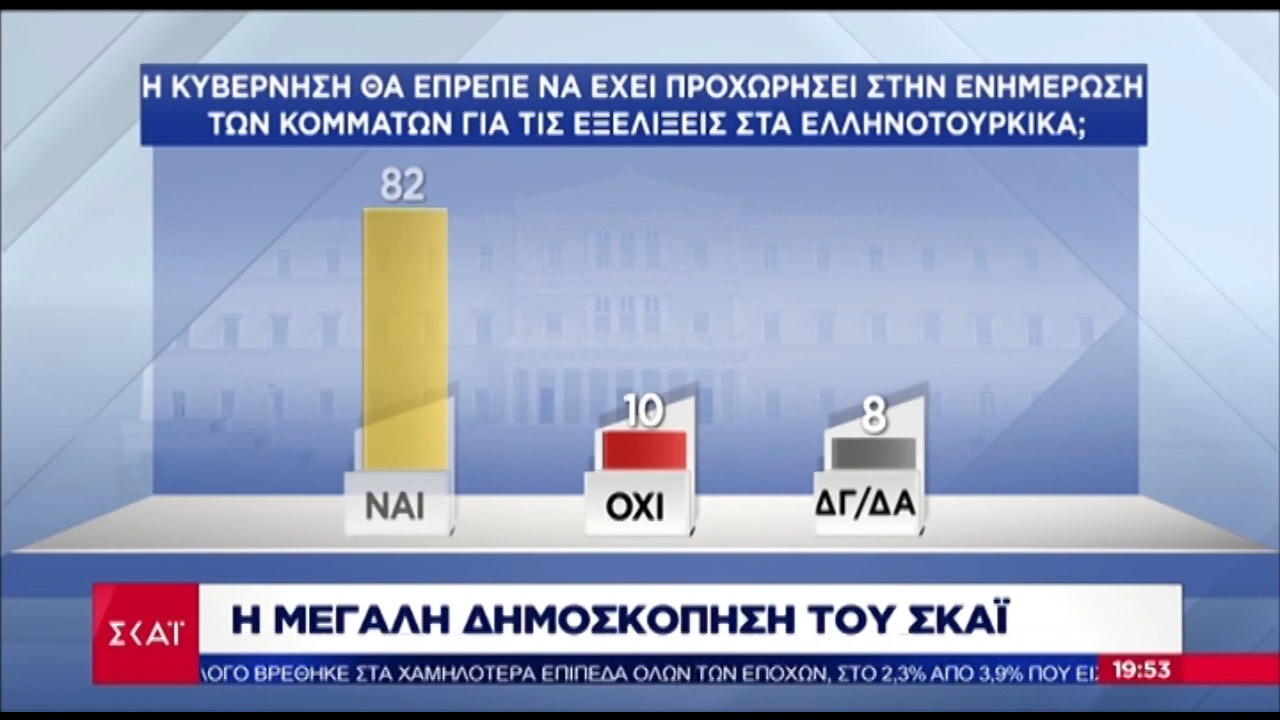 Η ΚΥΒΕΡΝΗΣΗ ΘΑ ΕΠΡΕΠΕ ΝΑ ΕΧΕΙ ΠΡΟΧΩΡΗΣΕΙ ΣΤΗΝ ΕΝΗΜΕΡΩΣΗ
ΤΩΝ ΚΟΜΜΑΤΩΝ ΓΙΑ ΤΙΣ ΕΞΕΛΙΞΕΙΣ ΣΤΑ ΕΛΛΗΝΟΤΟΥΡΚΙΚΑ;
82
10
8
ΝΑΙ
ΟΧΙ
ΔΓ/ΔΑ
Η ΜΕΓΑΛΗ ΔΗΜΟΣΚΟΠΗΣΗ ΤΟΥ ΣΚΑΪ
ΣΚΑΪ
ΛΟΓΟ ΒΡΕΘΗΚΕ ΣΤΑ ΧΑΜΗΛΟΤΕΡΑ ΕΠΙΠΕΔΑ ΟΛΩΝ ΤΩΝ ΕΠΟΧΩΝ, ΣΤΟ 2,3% ΑΠΟ 3,9% ΠΟΥ ΕΙΣ
19:53